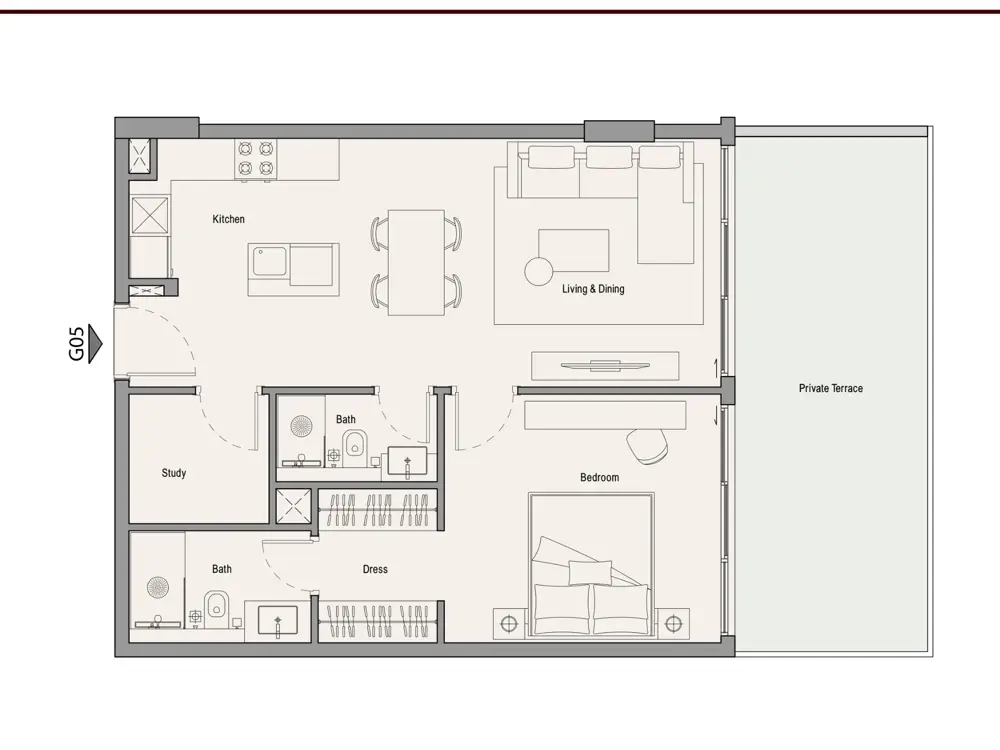 Kitchen
Living & Dining
G05
Private Terrace
Bath
Study
Bedroom
Bath
Dress